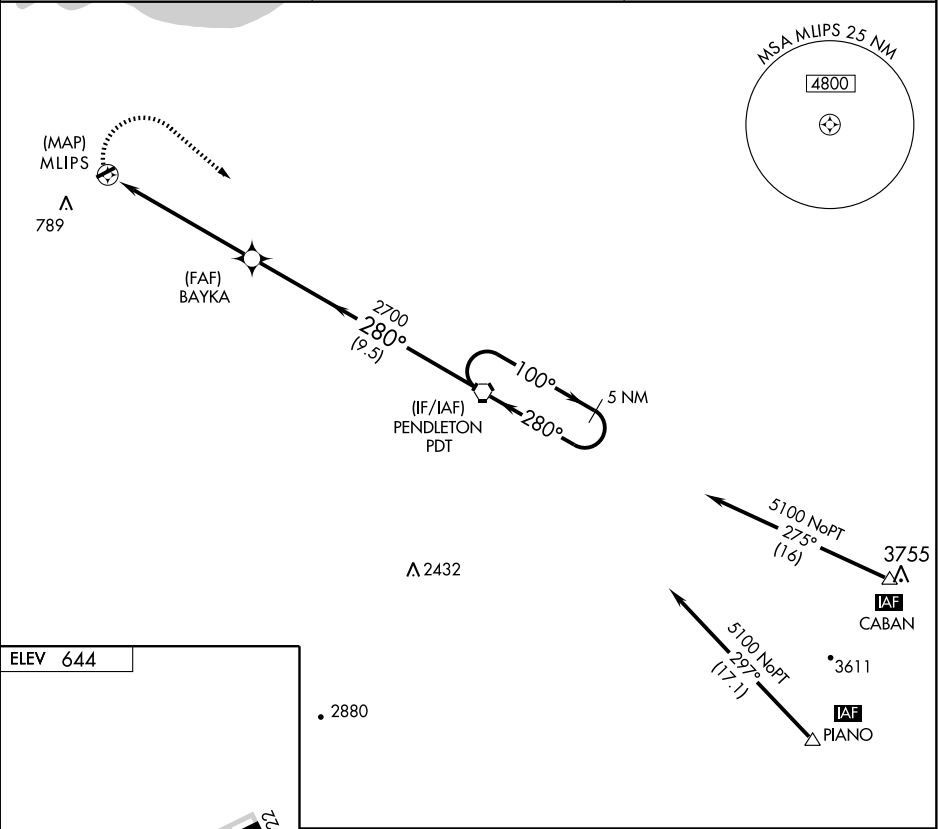 MSA MLIPS 25 NM
4800
(MAP)
MLIPS
789
(FAF)
BAYKA
2700
280°
(9.5)
100°
5 NM
280°
(IF/IAF)
PENDLETON
PDT
5100 NoPT
275°
(16)
3755
IAF
CABAN
2432
5100 NoPT
297°
(17.1)
3611
IAF
PIANO
ELEV 644
2880
22